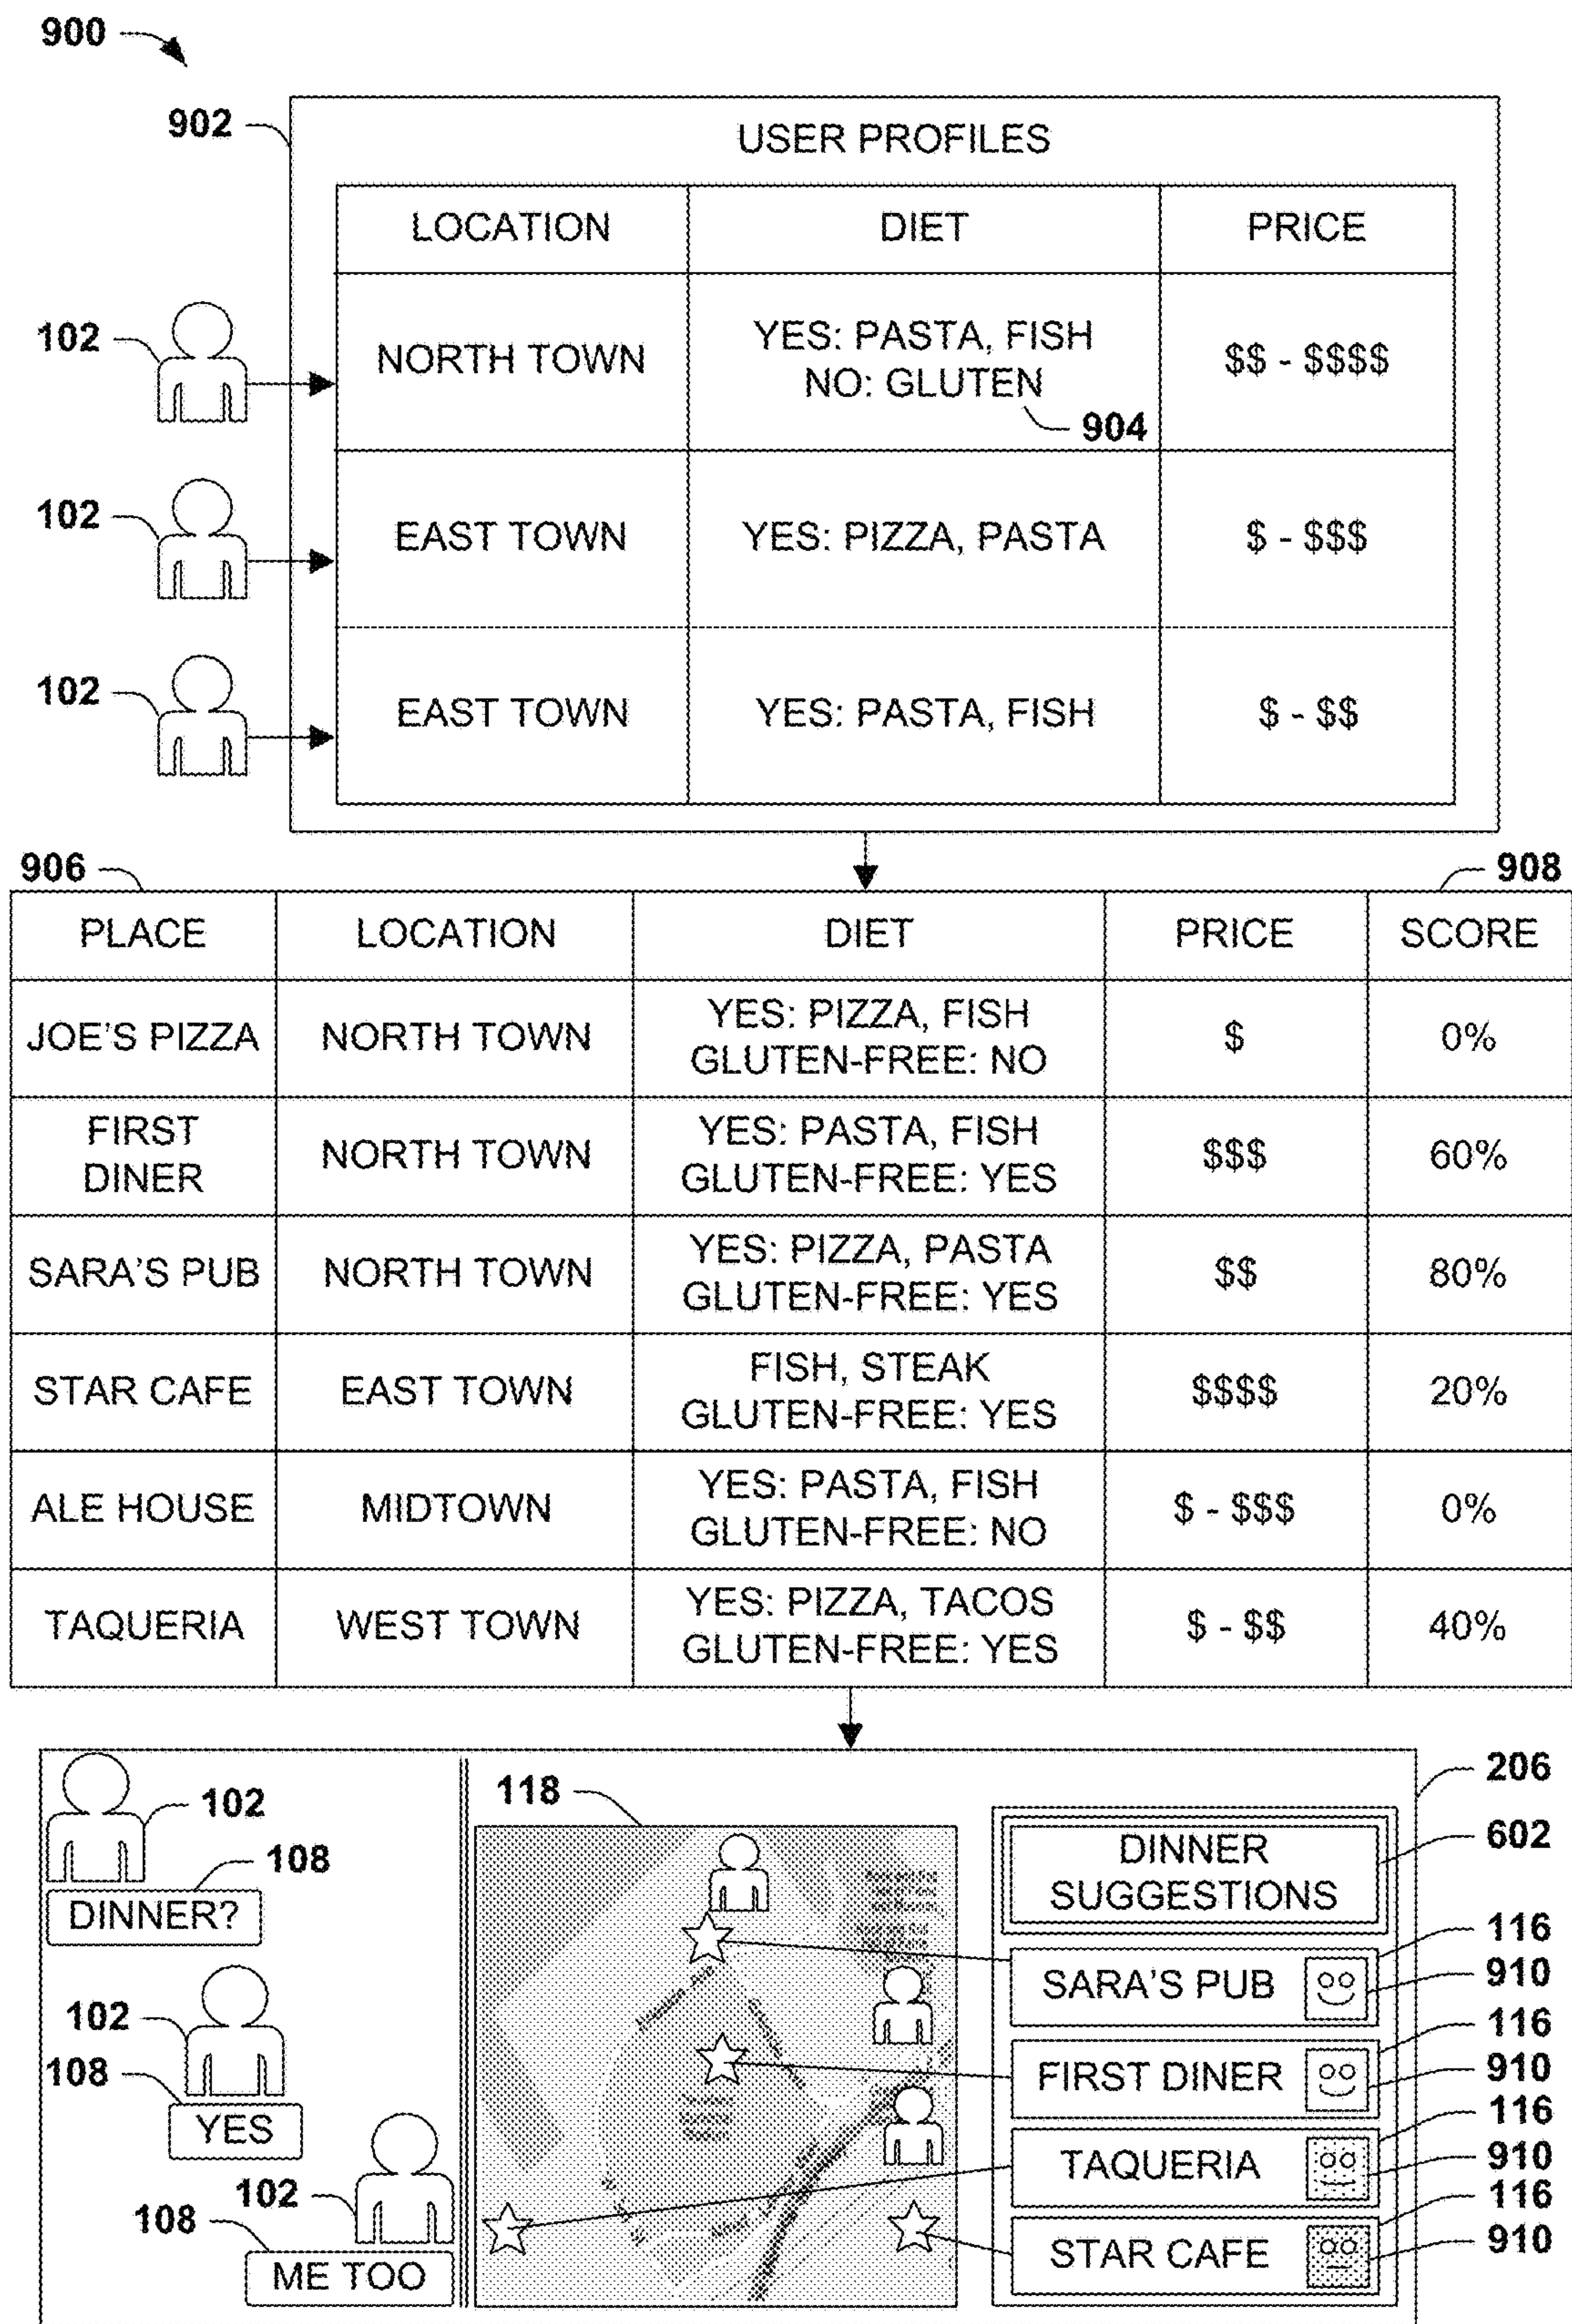 900
902
USER PROFILES
LOCATION DIET PRICE
102
NORTH TOWN
YES: PASTA, FISH
NO: GLUTEN
$$ - $$$$
904
102
EAST TOWN YES: PIZZA, PASTA $ - $$$
102
EAST TOWN YES: PASTA, FISH $ - $$
906 908
PLACE LOCATION DIET PRICE SCORE
JOE'S PIZZA NORTH TOWN
YES: PIZZA, FISH
GLUTEN-FREE: NO
$ 0%
FIRST
DINER
NORTH TOWN
YES: PASTA, FISH
GLUTEN-FREE: YES
$$$ 60%
SARA'S PUB NORTH TOWN
YES: PIZZA, PASTA
GLUTEN-FREE: YES
$$ 80%
STAR CAFE EAST TOWN
FISH, STEAK
GLUTEN-FREE: YES
$$$$ 20%
ALE HOUSE MIDTOWN
YES: PASTA, FISH
GLUTEN-FREE: NO
$ - $$$ 0%
TAQUERIA WEST TOWN
YES: PIZZA, TACOS
GLUTEN-FREE: YES
$ - $$ 40%
102
108
DINNER?
102
108
YES
102
108
ME TOO
118
206
602
DINNER
SUGGESTIONS
116
SARA'S PUB
910
116
FIRST DINER
910
116
TAQUERIA
910
116
STAR CAFE
910